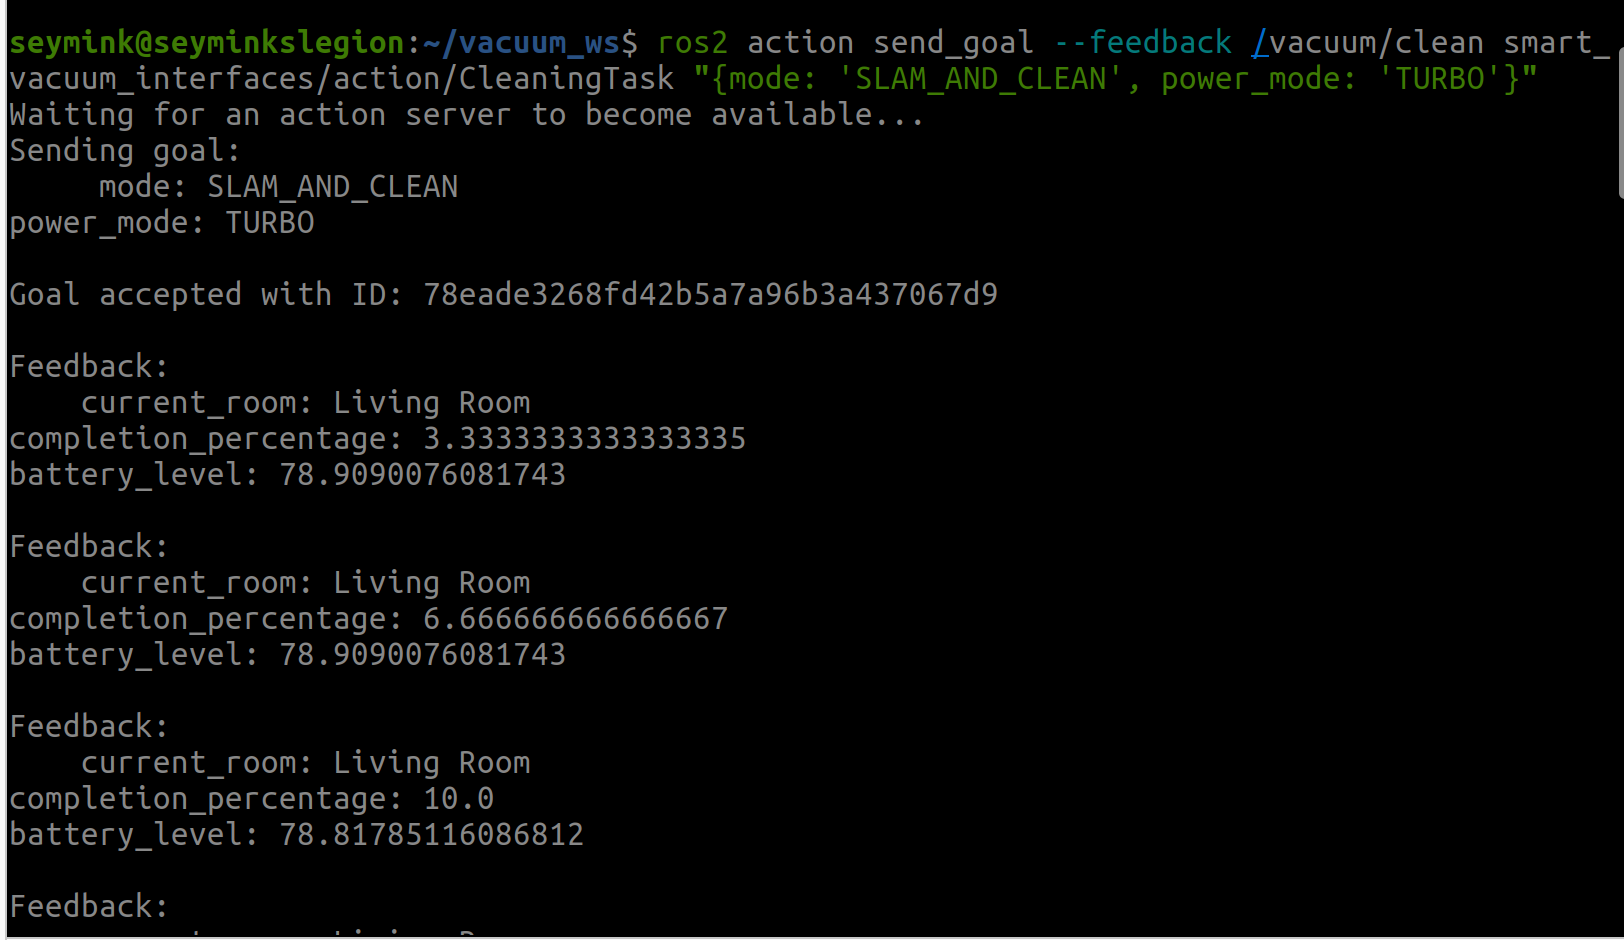 seymink@seyminkslegion:~/vacuum_ws$ ros2 action send_goal --feedback /vacuum/clean smart_
vacuum_interfaces/action/CleaningTask "{mode: 'SLAM_AND_CLEAN', power_mode: 'TURBO'}"
Waiting for an action server to become available...
Sending goal:
     mode: SLAM_AND_CLEAN
power_mode: TURBO

Goal accepted with ID: 78eade3268fd42b5a7a96b3a437067d9

Feedback:
    current_room: Living Room
completion_percentage: 3.3333333333333335
battery_level: 78.9090076081743

Feedback:
    current_room: Living Room
completion_percentage: 6.666666666666667
battery_level: 78.9090076081743

Feedback:
    current_room: Living Room
completion_percentage: 10.0
battery_level: 78.81785116086812

Feedback: